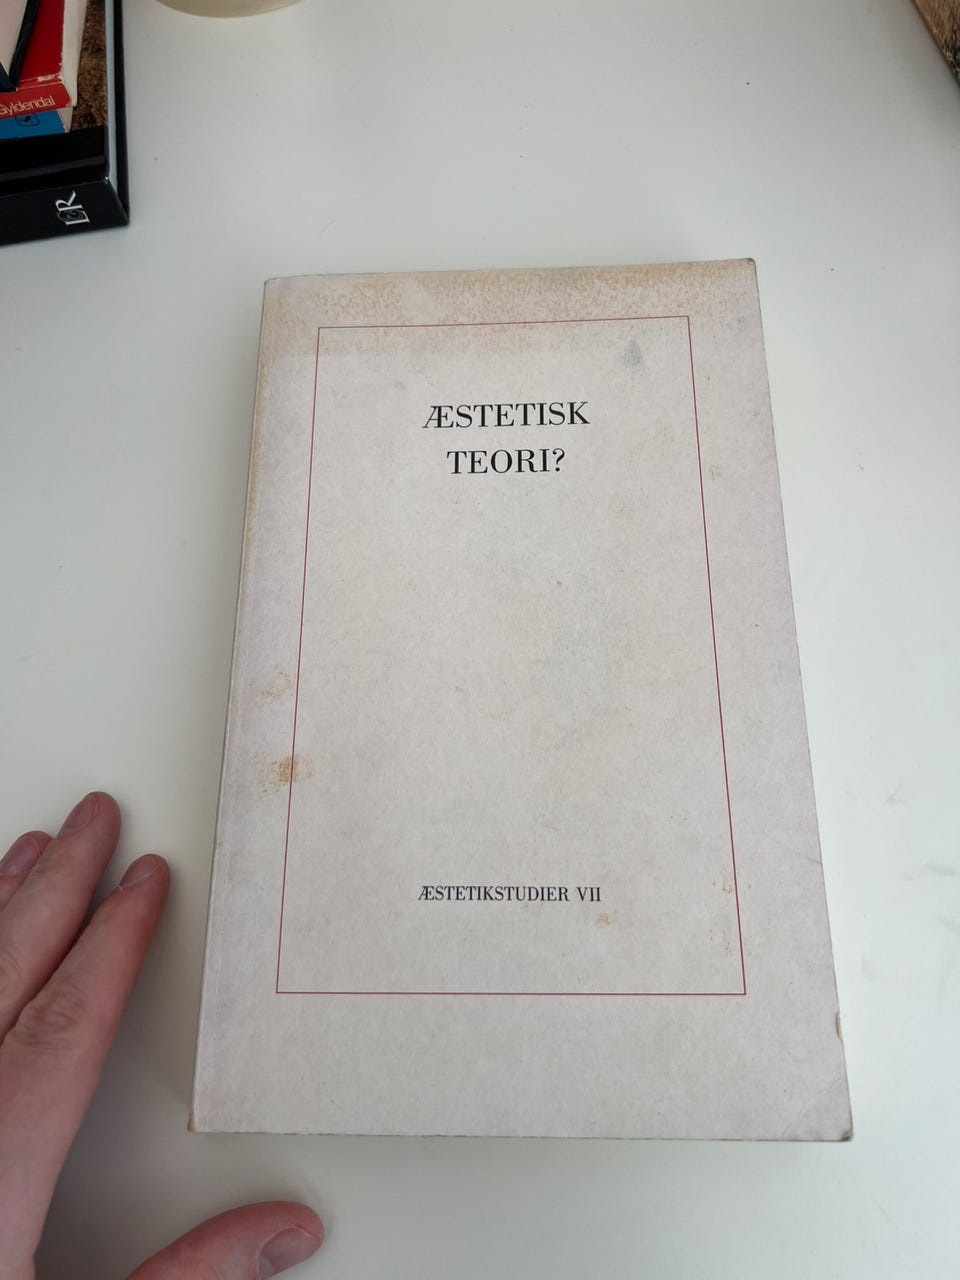 Gyldendal
ÆSTETISK
TEORI?
ÆSTETIKSTUDIER VII